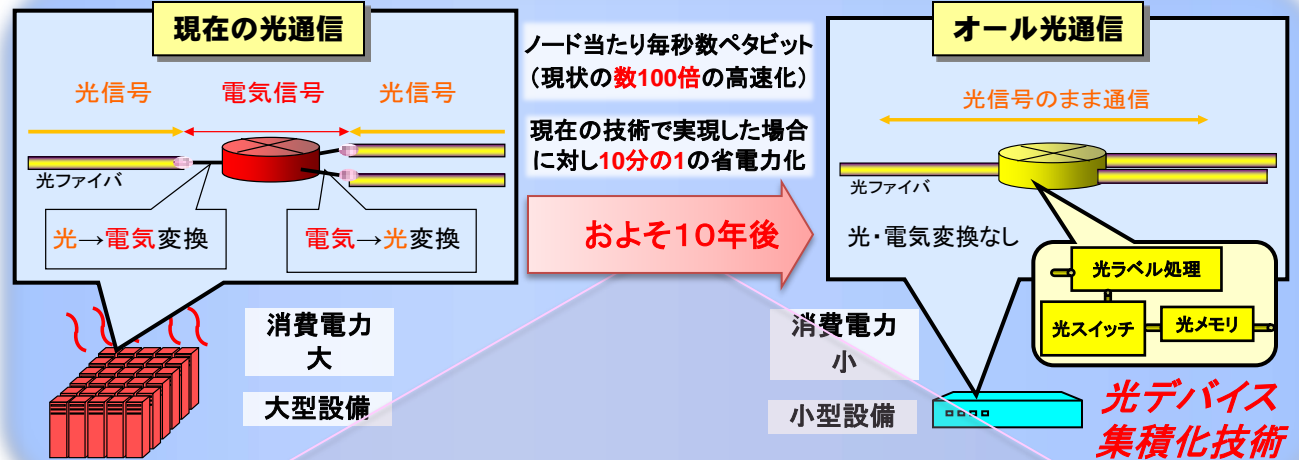 現在の光通信
光信号
電気信号
光信号
光ファイバ
光→電気変換
電気→光変換
消費電力
大
大型設備
ノード当たり毎秒数ペタビット
(現状の数100倍の高速化)
現在の技術で実現した場合
に対し10分の1の省電力化
およそ10年後
オール光通信
光信号のまま通信
光ファイバ
光・電気変換なし
光ラベル処理
光スイッチ
光メモリ
消費電力
小
小型設備
光デバイス
集積化技術